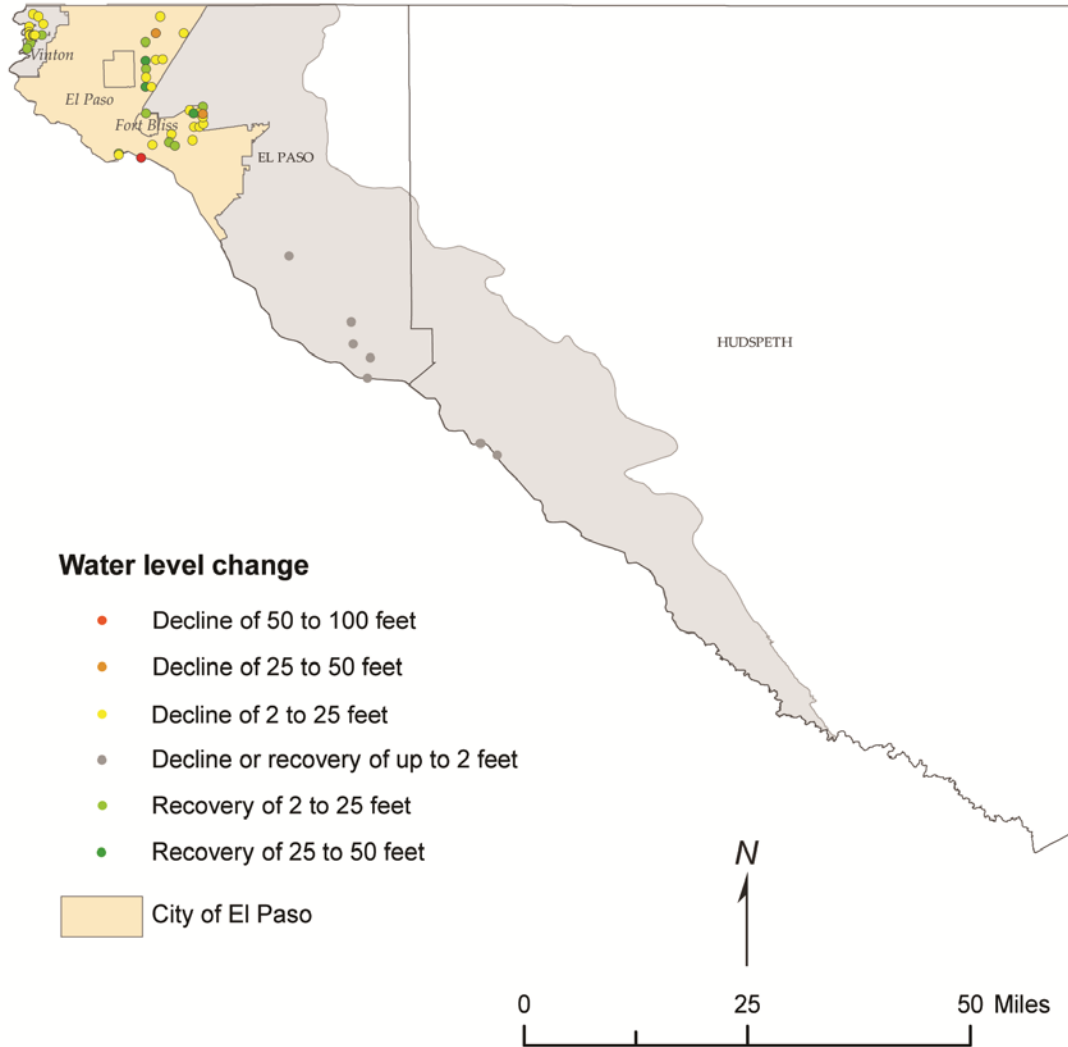 Vinton
El Paso
Fort Bliss
EL PASO
HUDSPETH
Water level change
Decline of 50 to 100 feet
Decline of 25 to 50 feet
Decline of 2 to 25 feet
Decline or recovery of up to 2 feet
Recovery of 2 to 25 feet
Recovery of 25 to 50 feet
City of El Paso
N
0 25 50 Miles